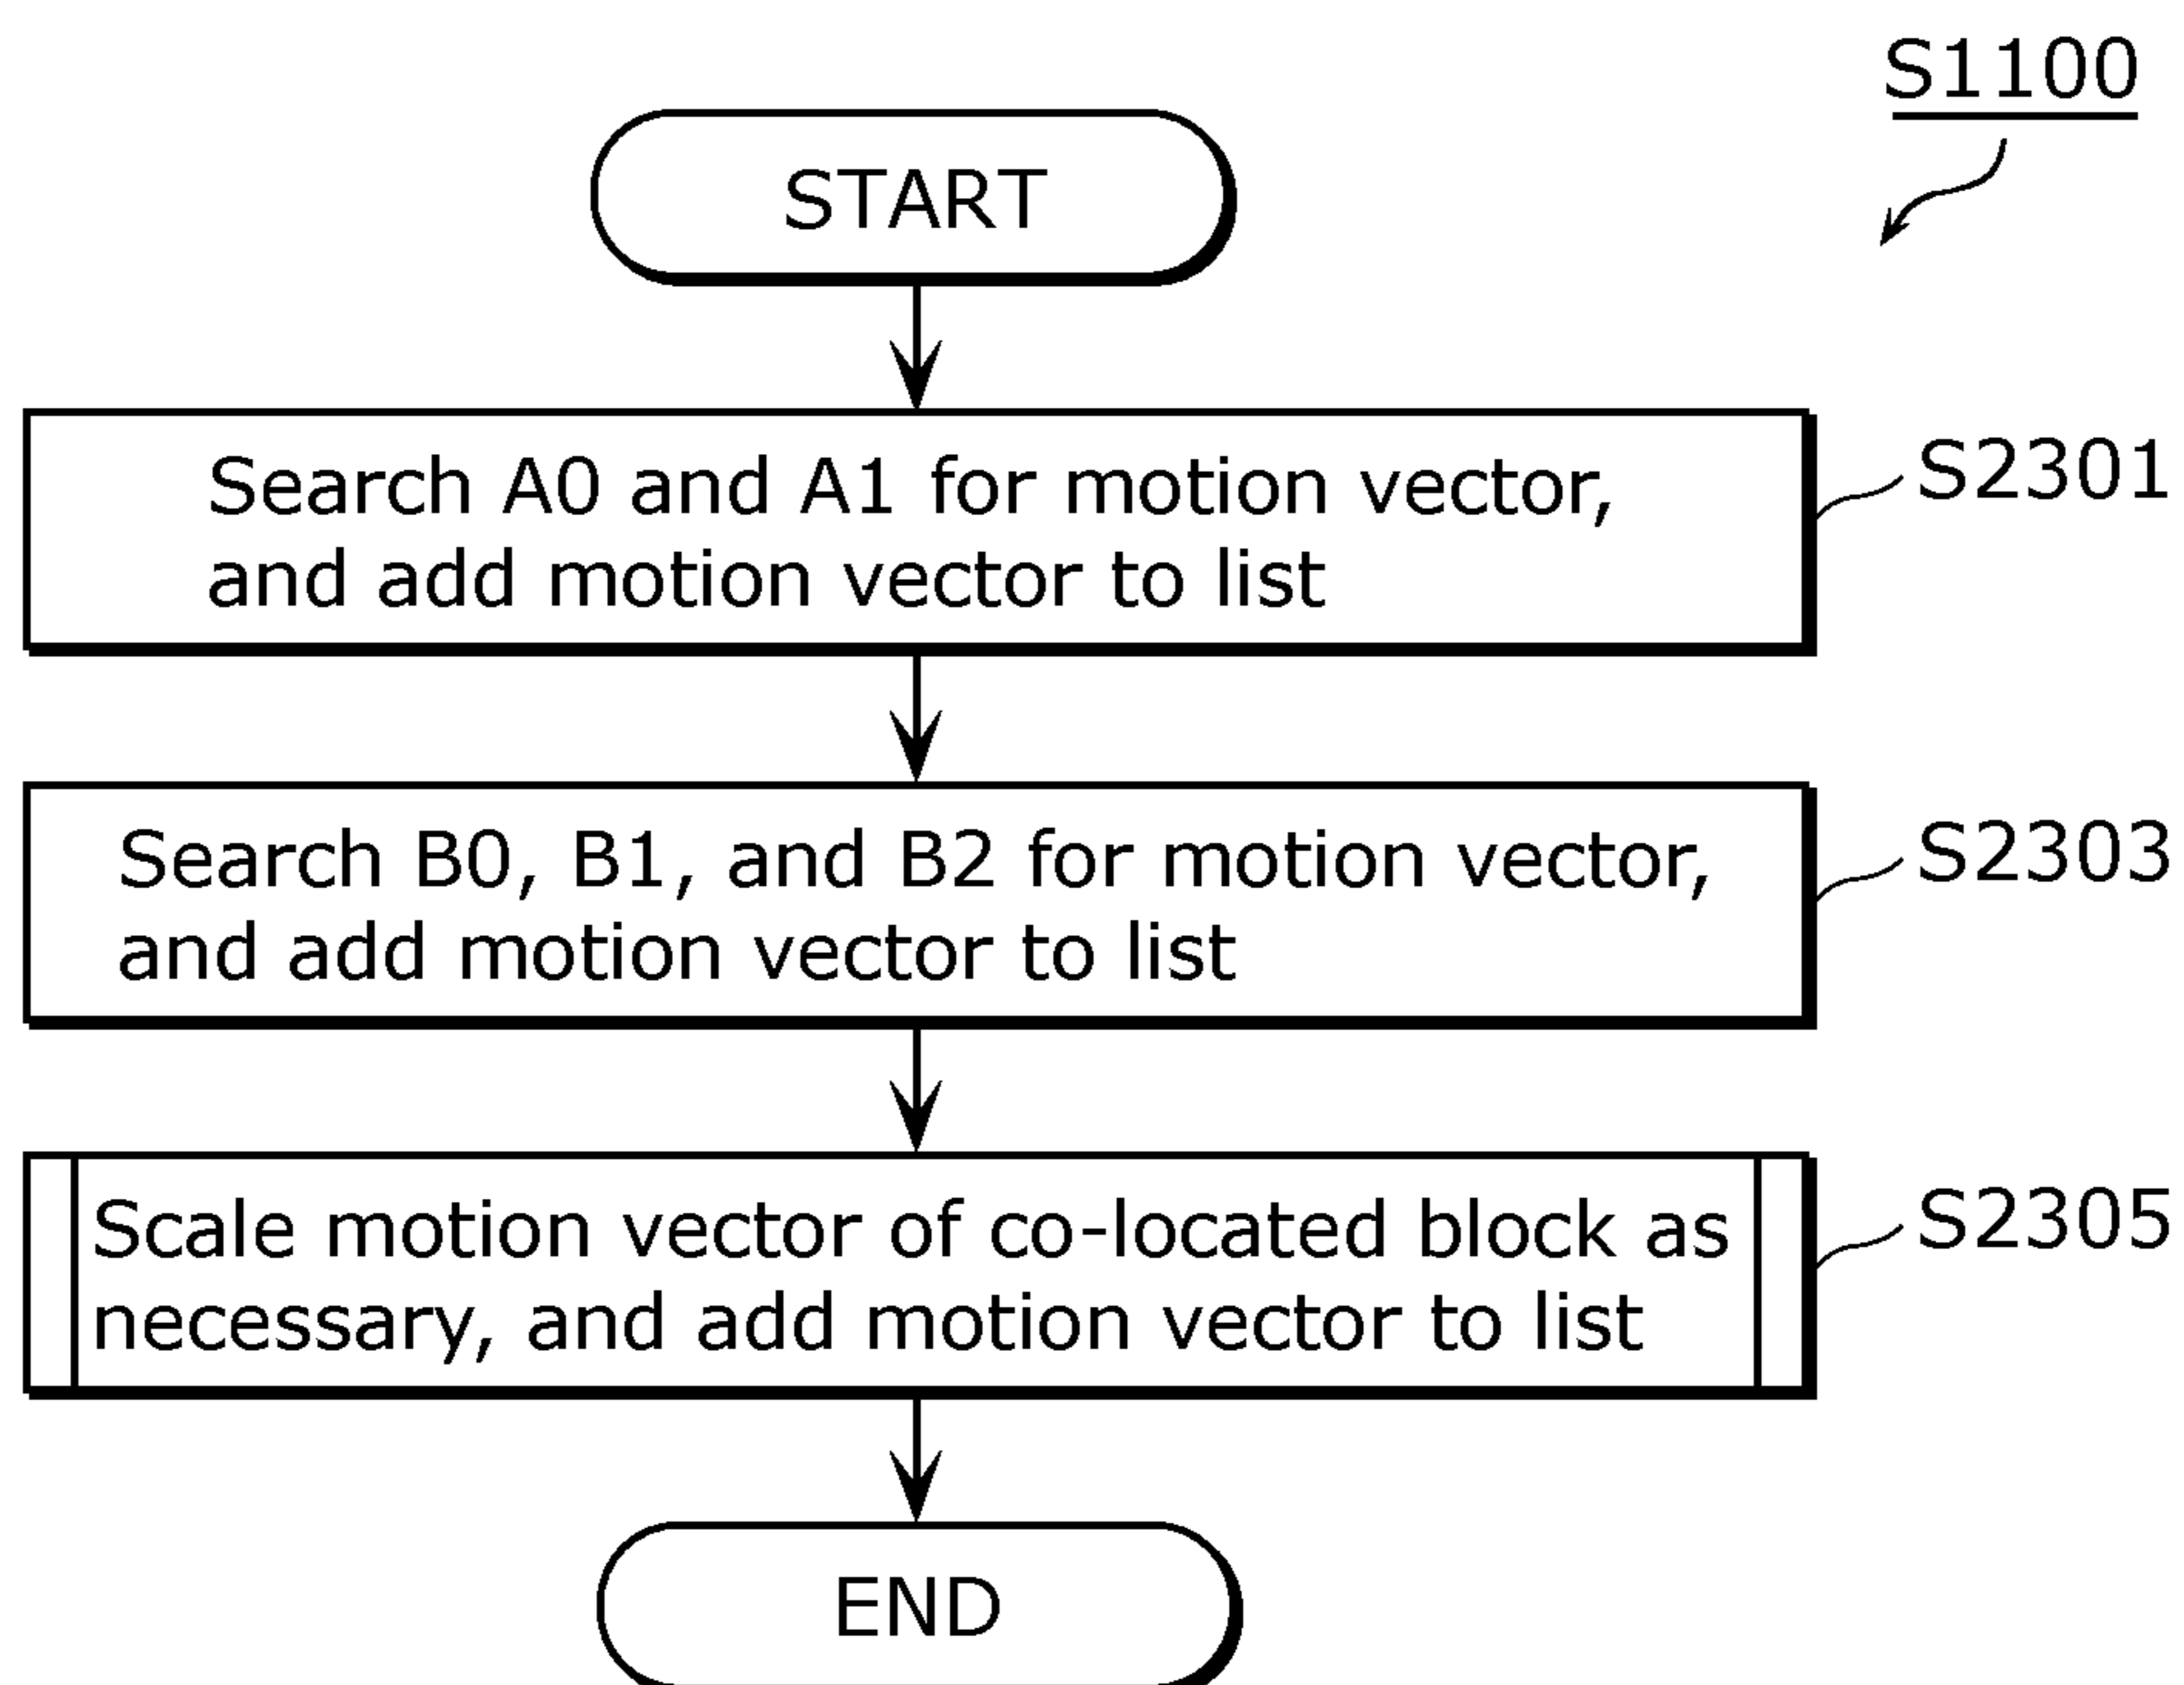 S1100
START
Search A0 and A1 for motion vector,
and add motion vector to list
S2301
Search B0, B1, and B2 for motion vector,
and add motion vector to list
S2303
Scale motion vector of co-located block as
necessary, and add motion vector to list
S2305
END